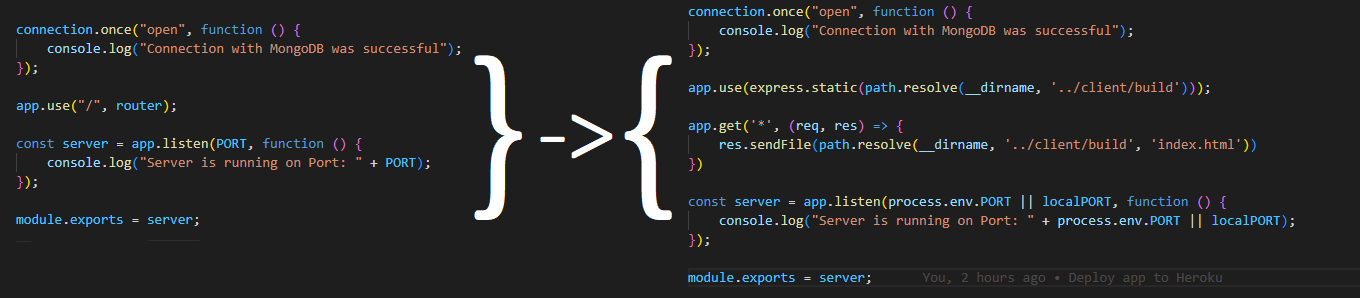 connection.once("open", function () {
console.log("Connection with MongoDB was successful");
});
app.use("/", router);
const server = app.listen(PORT, function () {
console.log("Server is running on Port: " + PORT);
});
module.exports = server;
} -> {
connection.once("open", function () {
console.log("Connection with MongoDB was successful");
});
app.use(express.static(path.resolve(__dirname, '../client/build')));
app.get('*', (req, res) => {
res.sendFile(path.resolve(__dirname, '../client/build', 'index.html'))
})
const server = app.listen(process.env.PORT || localPORT, function () {
console.log("Server is running on Port: " + process.env.PORT || localPORT);
});
module.exports = server; You, 2 hours ago • Deploy app to Heroku